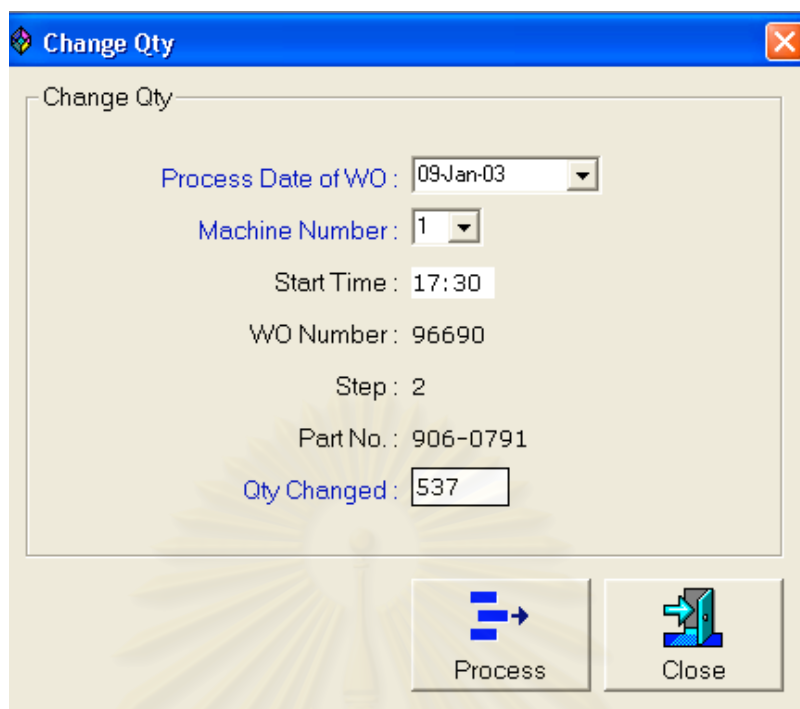 Change Qty
Change Qty
Process Date of WO : 09-Jan-03
Machine Number : 1
Start Time : 17:30
WO Number : 96690
Step : 2
Part No. : 906-0791
Qty Changed : 537
Process Close